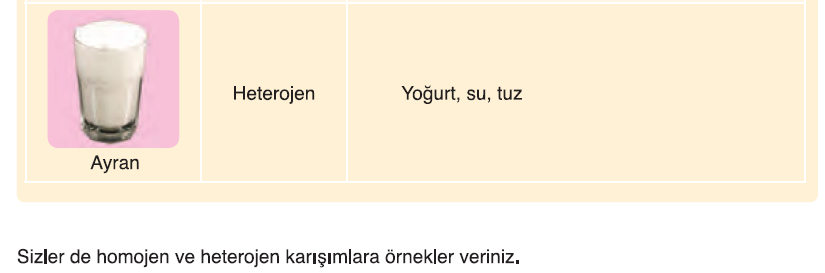 Heterojen
Yoğurt, su, tuz
Ayran
Sizler de homojen ve heterojen karışımlara örnekler veriniz.